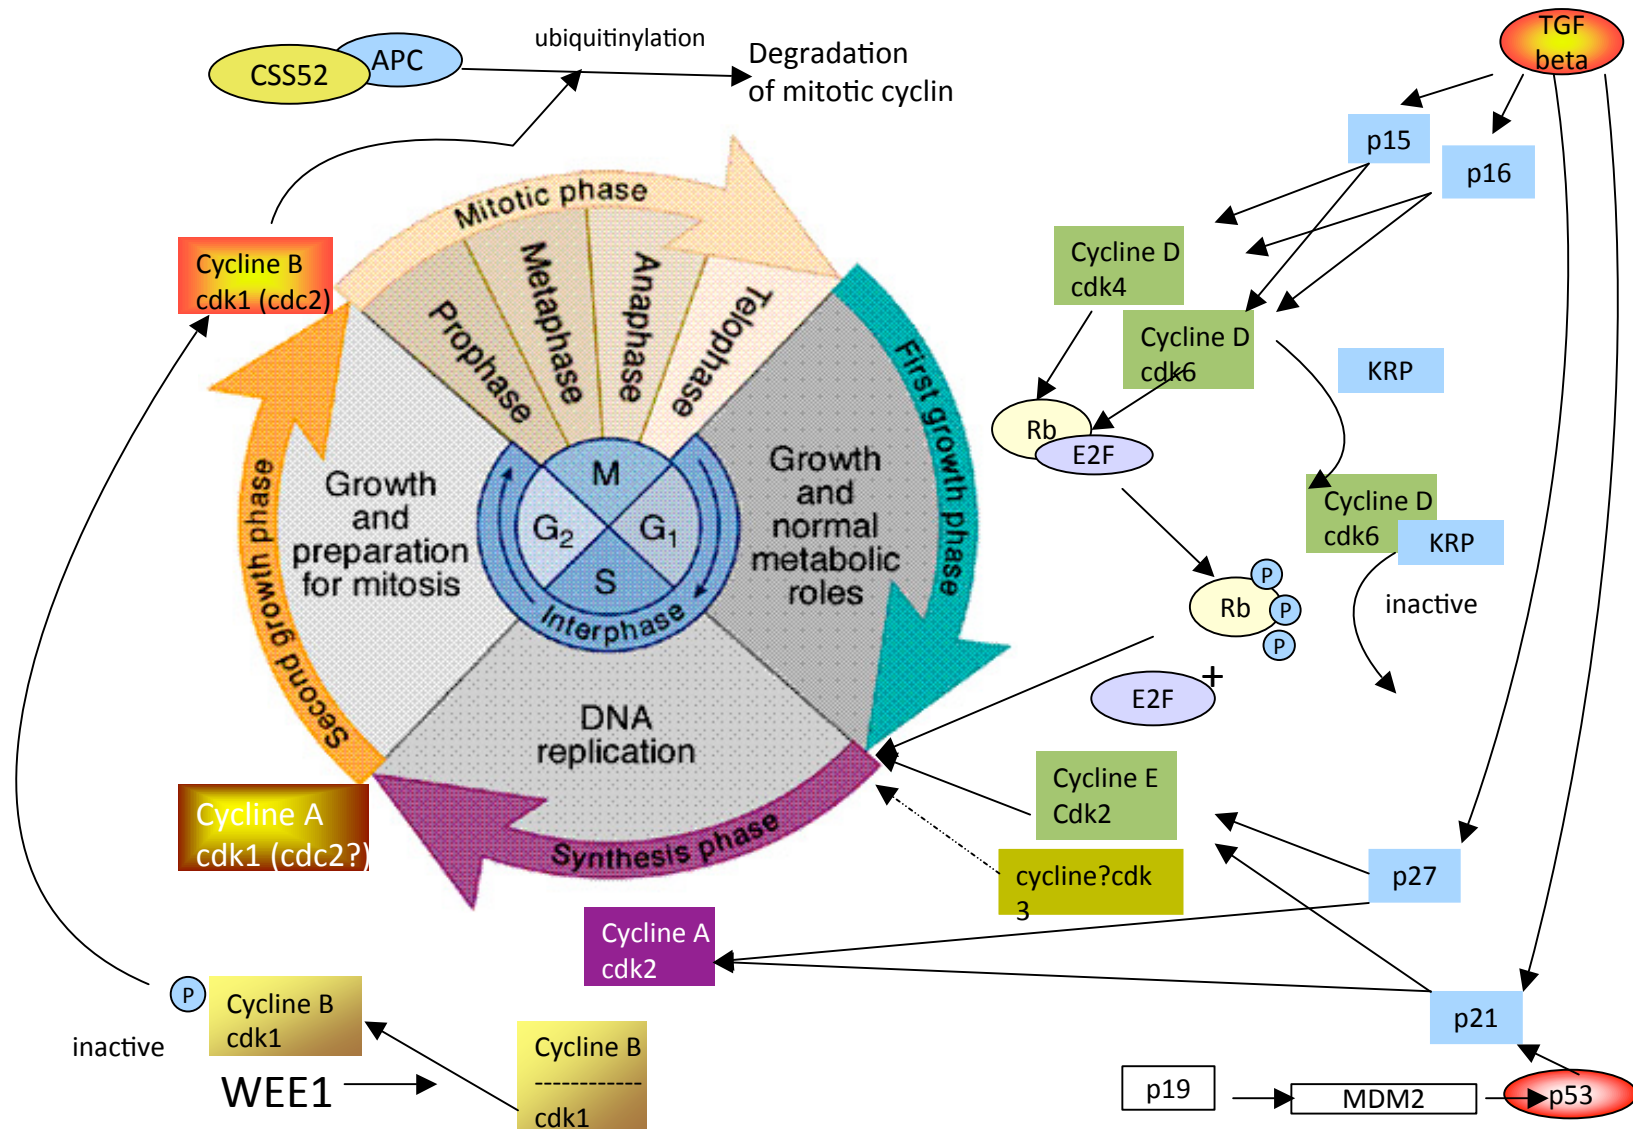 TGF
beta
ubiquitinylation
CSS52
APC
Degradation
of mitotic cyclin
p15
p16
Mitotic phase
Cycline B
cdk1 (cdc2)
Prophase
Metaphase
Anaphase
Telophase
Cycline D
cdk4
Cycline D
cdk6
KRP
First growth phase
Rb
E2F
Second growth phase
Growth
and
preparation
for mitosis
M
G2
G1
S
Interphase
Growth
and
normal
metabolic
roles
Cycline D
cdk6
KRP
inactive
Rb
P
P
P
+
E2F
DNA
replication
Synthesis phase
Cycline A
cdk1 (cdc2?)
Cycline E
Cdk2
cycline?cdk
3
p27
Cycline A
cdk2
P
Cycline B
cdk1
inactive
WEE1
Cycline B
------------
cdk1
p21
p19
MDM2
p53